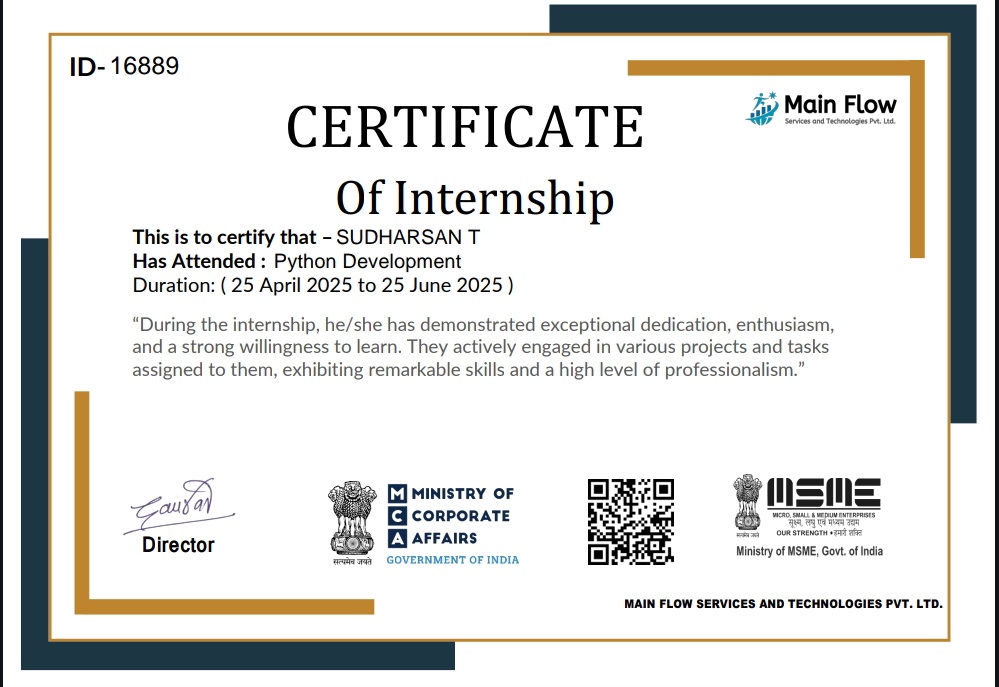 ID- 16889
Main Flow
Services and Technologies Pvt. Ltd.
CERTIFICATE
Of Internship
This is to certify that – SUDHARSAN T
Has Attended : Python Development
Duration: ( 25 April 2025 to 25 June 2025 )
“During the internship, he/she has demonstrated exceptional dedication, enthusiasm,
and a strong willingness to learn. They actively engaged in various projects and tasks
assigned to them, exhibiting remarkable skills and a high level of professionalism.”
Gaurav
Director
सत्यमेव जयते
M MINISTRY OF
C CORPORATE
A AFFAIRS
GOVERNMENT OF INDIA
सत्यमेव जयते
MSME
MICRO, SMALL & MEDIUM ENTERPRISES
सूक्ष्म, लघु एवं मध्यम उद्यम
OUR STRENGTH • हमारी शक्ति
Ministry of MSME, Govt. of India
MAIN FLOW SERVICES AND TECHNOLOGIES PVT. LTD.